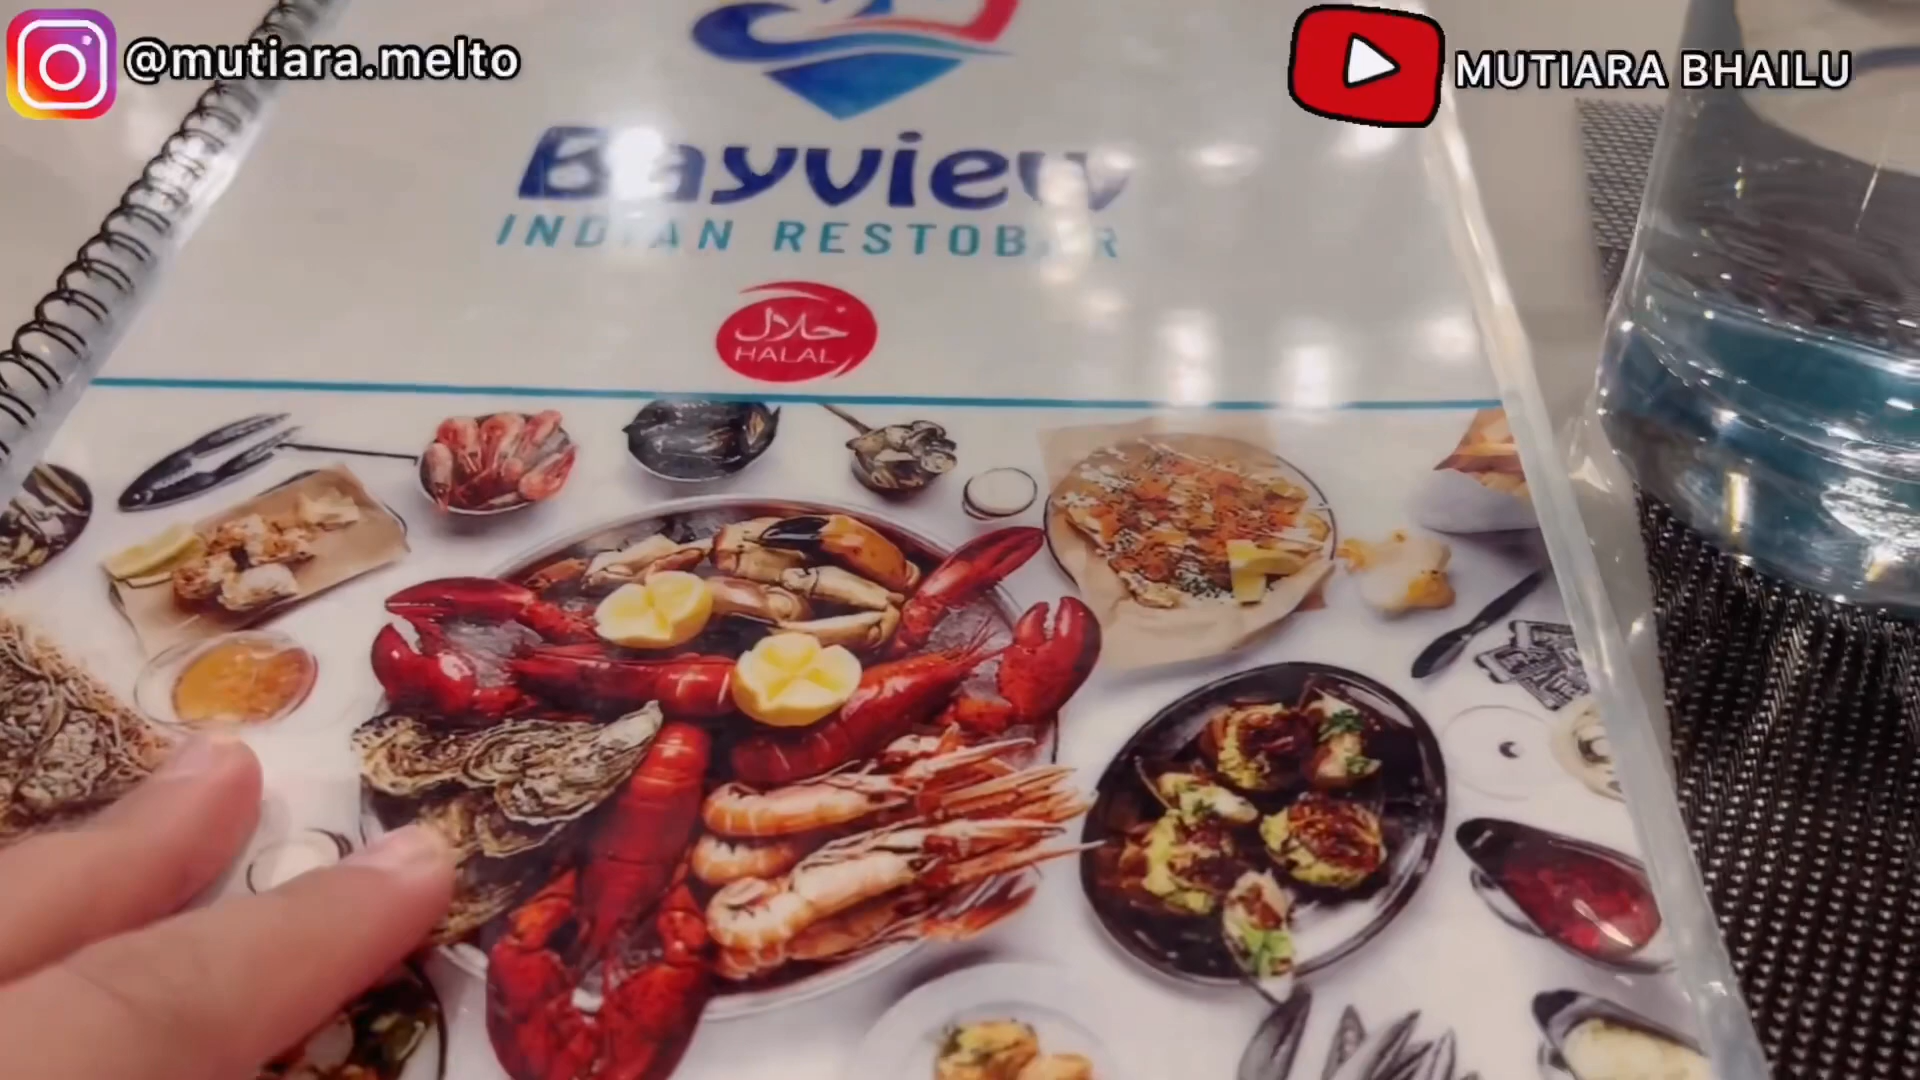 @mutiara.melto
MUTIARA BHAILU
Bayview
INDIAN RESTOBAR
حلال
HALAL